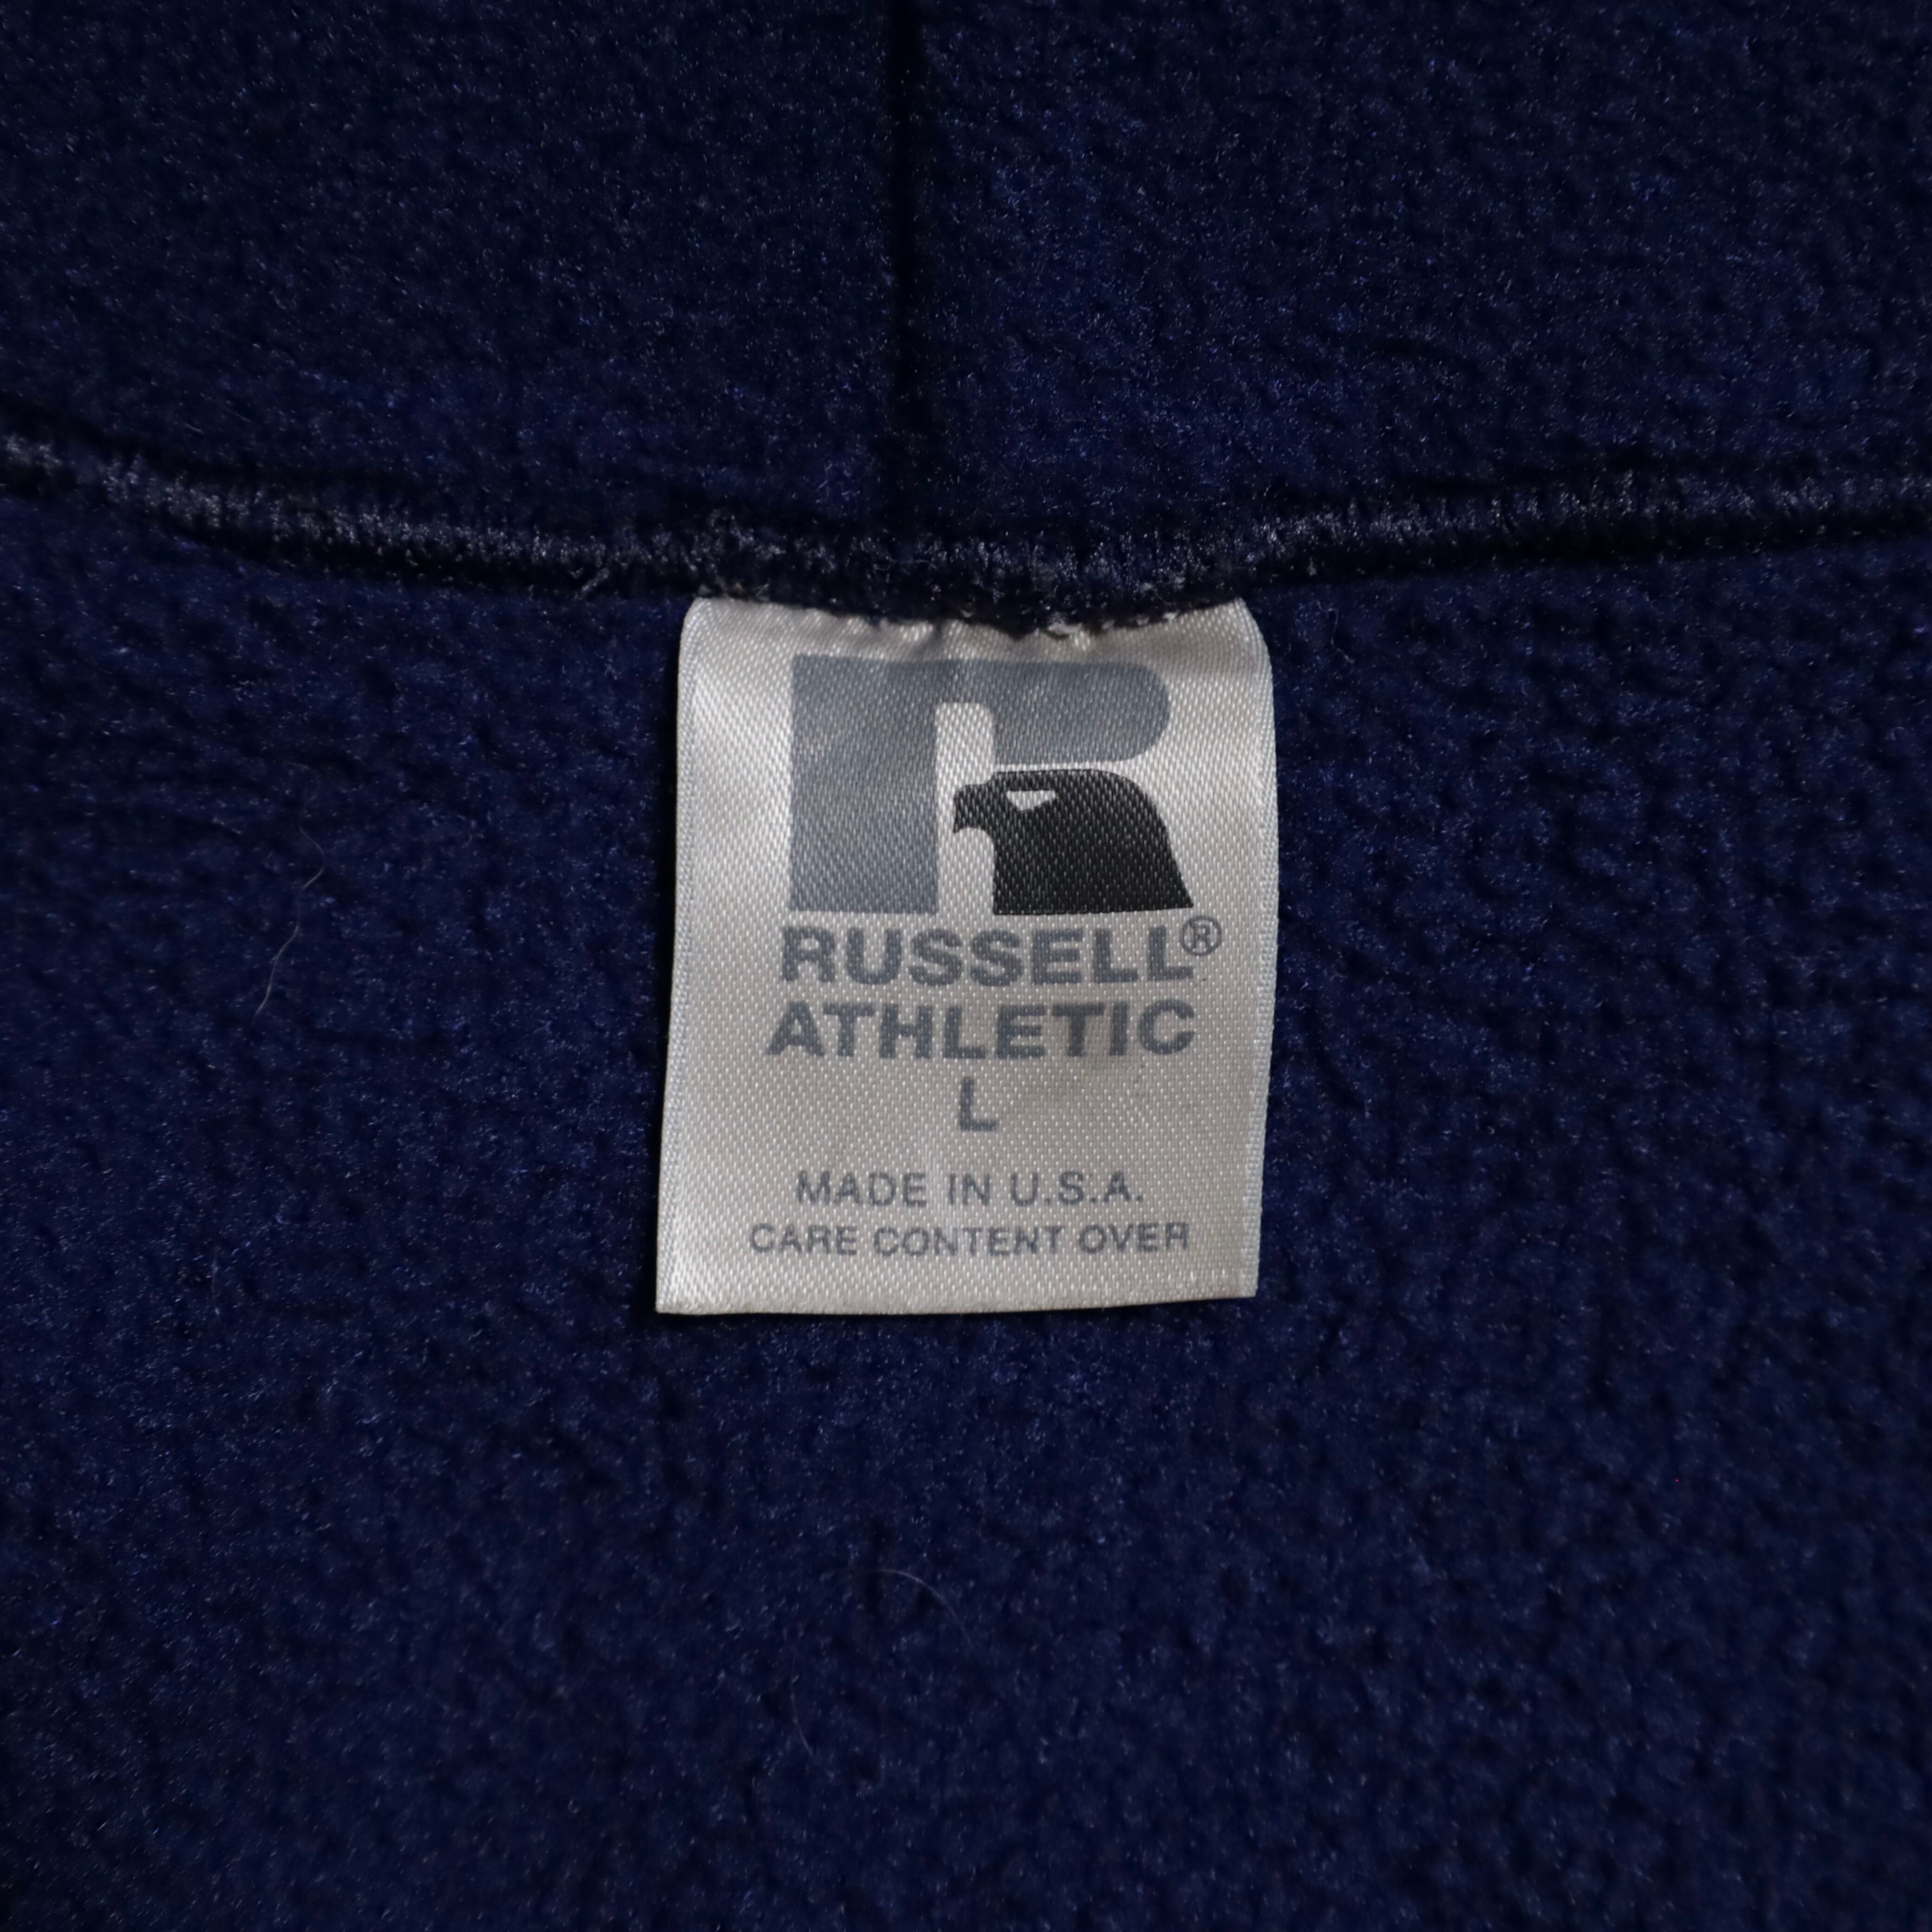 R
RUSSELL®
ATHLETIC
L
MADE IN U.S.A.
CARE CONTENT OVER